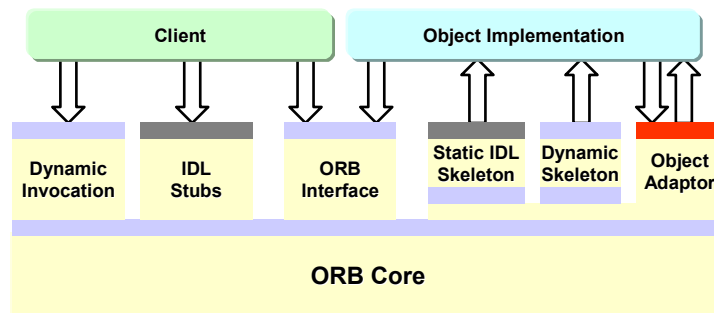 Client
Object Implementation
Dynamic
Invocation
IDL
Stubs
ORB
Interface
Static IDL
Skeleton
Dynamic
Skeleton
Object
Adaptor
ORB Core